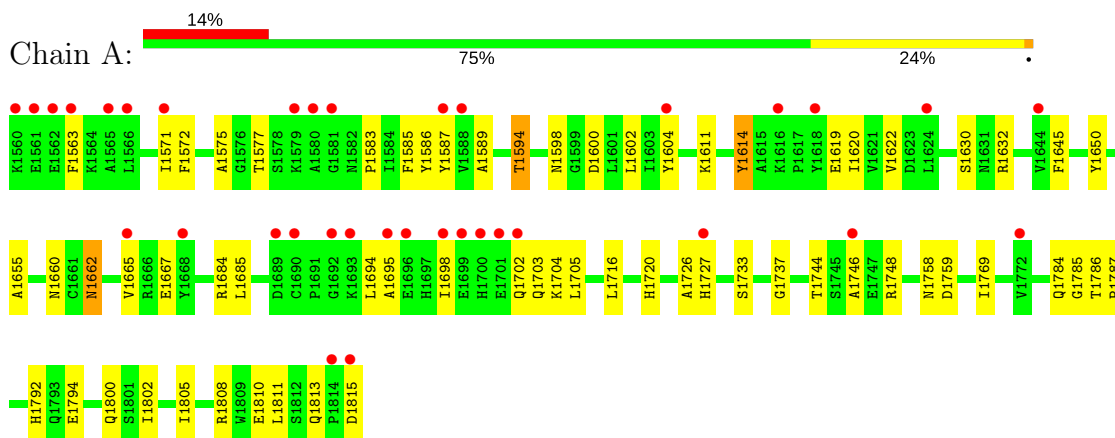 14%
Chain A:
75% 24% •
K1560 E1561 E1562 F1563 K1564 A1565 L1566 I1571 F1572 A1575 G1576 T1577 S1578 K1579 A1580 G1581 N1582 P1583 I1584 F1585 Y1586 Y1587 V1588 A1589 T1594 N1598 G1599 D1600 L1601 L1602 I1603 Y1604 K1611 Y1614 A1615 K1616 P1617 Y1618 E1619 I1620 V1621 V1622 D1623 L1624 S1630 N1631 R1632 V1644 F1645 Y1650
A1655 N1660 C1661 N1662 V1665 R1666 E1667 Y1668 R1684 L1685 D1689 C1690 P1691 G1692 K1693 L1694 A1695 E1696 H1697 I1698 E1699 H1700 E1701 Q1702 Q1703 K1704 L1705 L1716 H1720 A1726 H1727 S1733 G1737 T1744 S1745 A1746 E1747 R1748 N1758 D1759 I1769 V1772 Q1784 G1785 T1786
H1792 Q1793 E1794 Q1800 S1801 I1802 I1805 R1808 W1809 E1810 L1811 S1812 Q1813 P1814 D1815